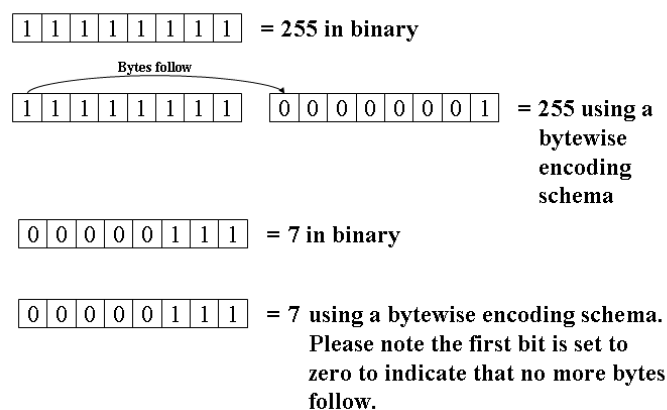 1 1 1 1 1 1 1 1 = 255 in binary
Bytes follow
1 1 1 1 1 1 1 1 0 0 0 0 0 0 0 1 = 255 using a
bytewise
encoding
schema
0 0 0 0 0 1 1 1 = 7 in binary
0 0 0 0 0 1 1 1 = 7 using a bytewise encoding schema.
Please note the first bit is set to
zero to indicate that no more bytes
follow.